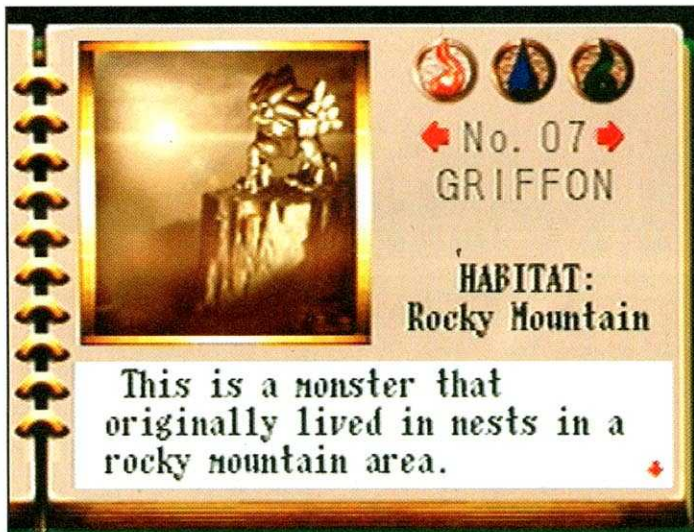 No. 07
GRIFFON
HABITAT:
Rocky Mountain
This is a monster that
originally lived in nests in a
rocky mountain area.